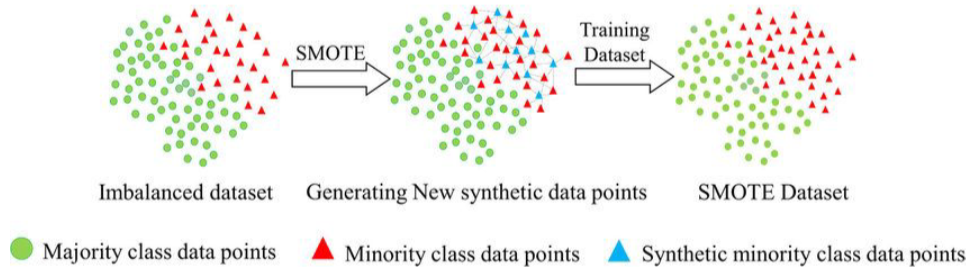 SMOTE
Training
Dataset
Imbalanced dataset
Generating New synthetic data points
SMOTE Dataset
Majority class data points
Minority class data points
Synthetic minority class data points